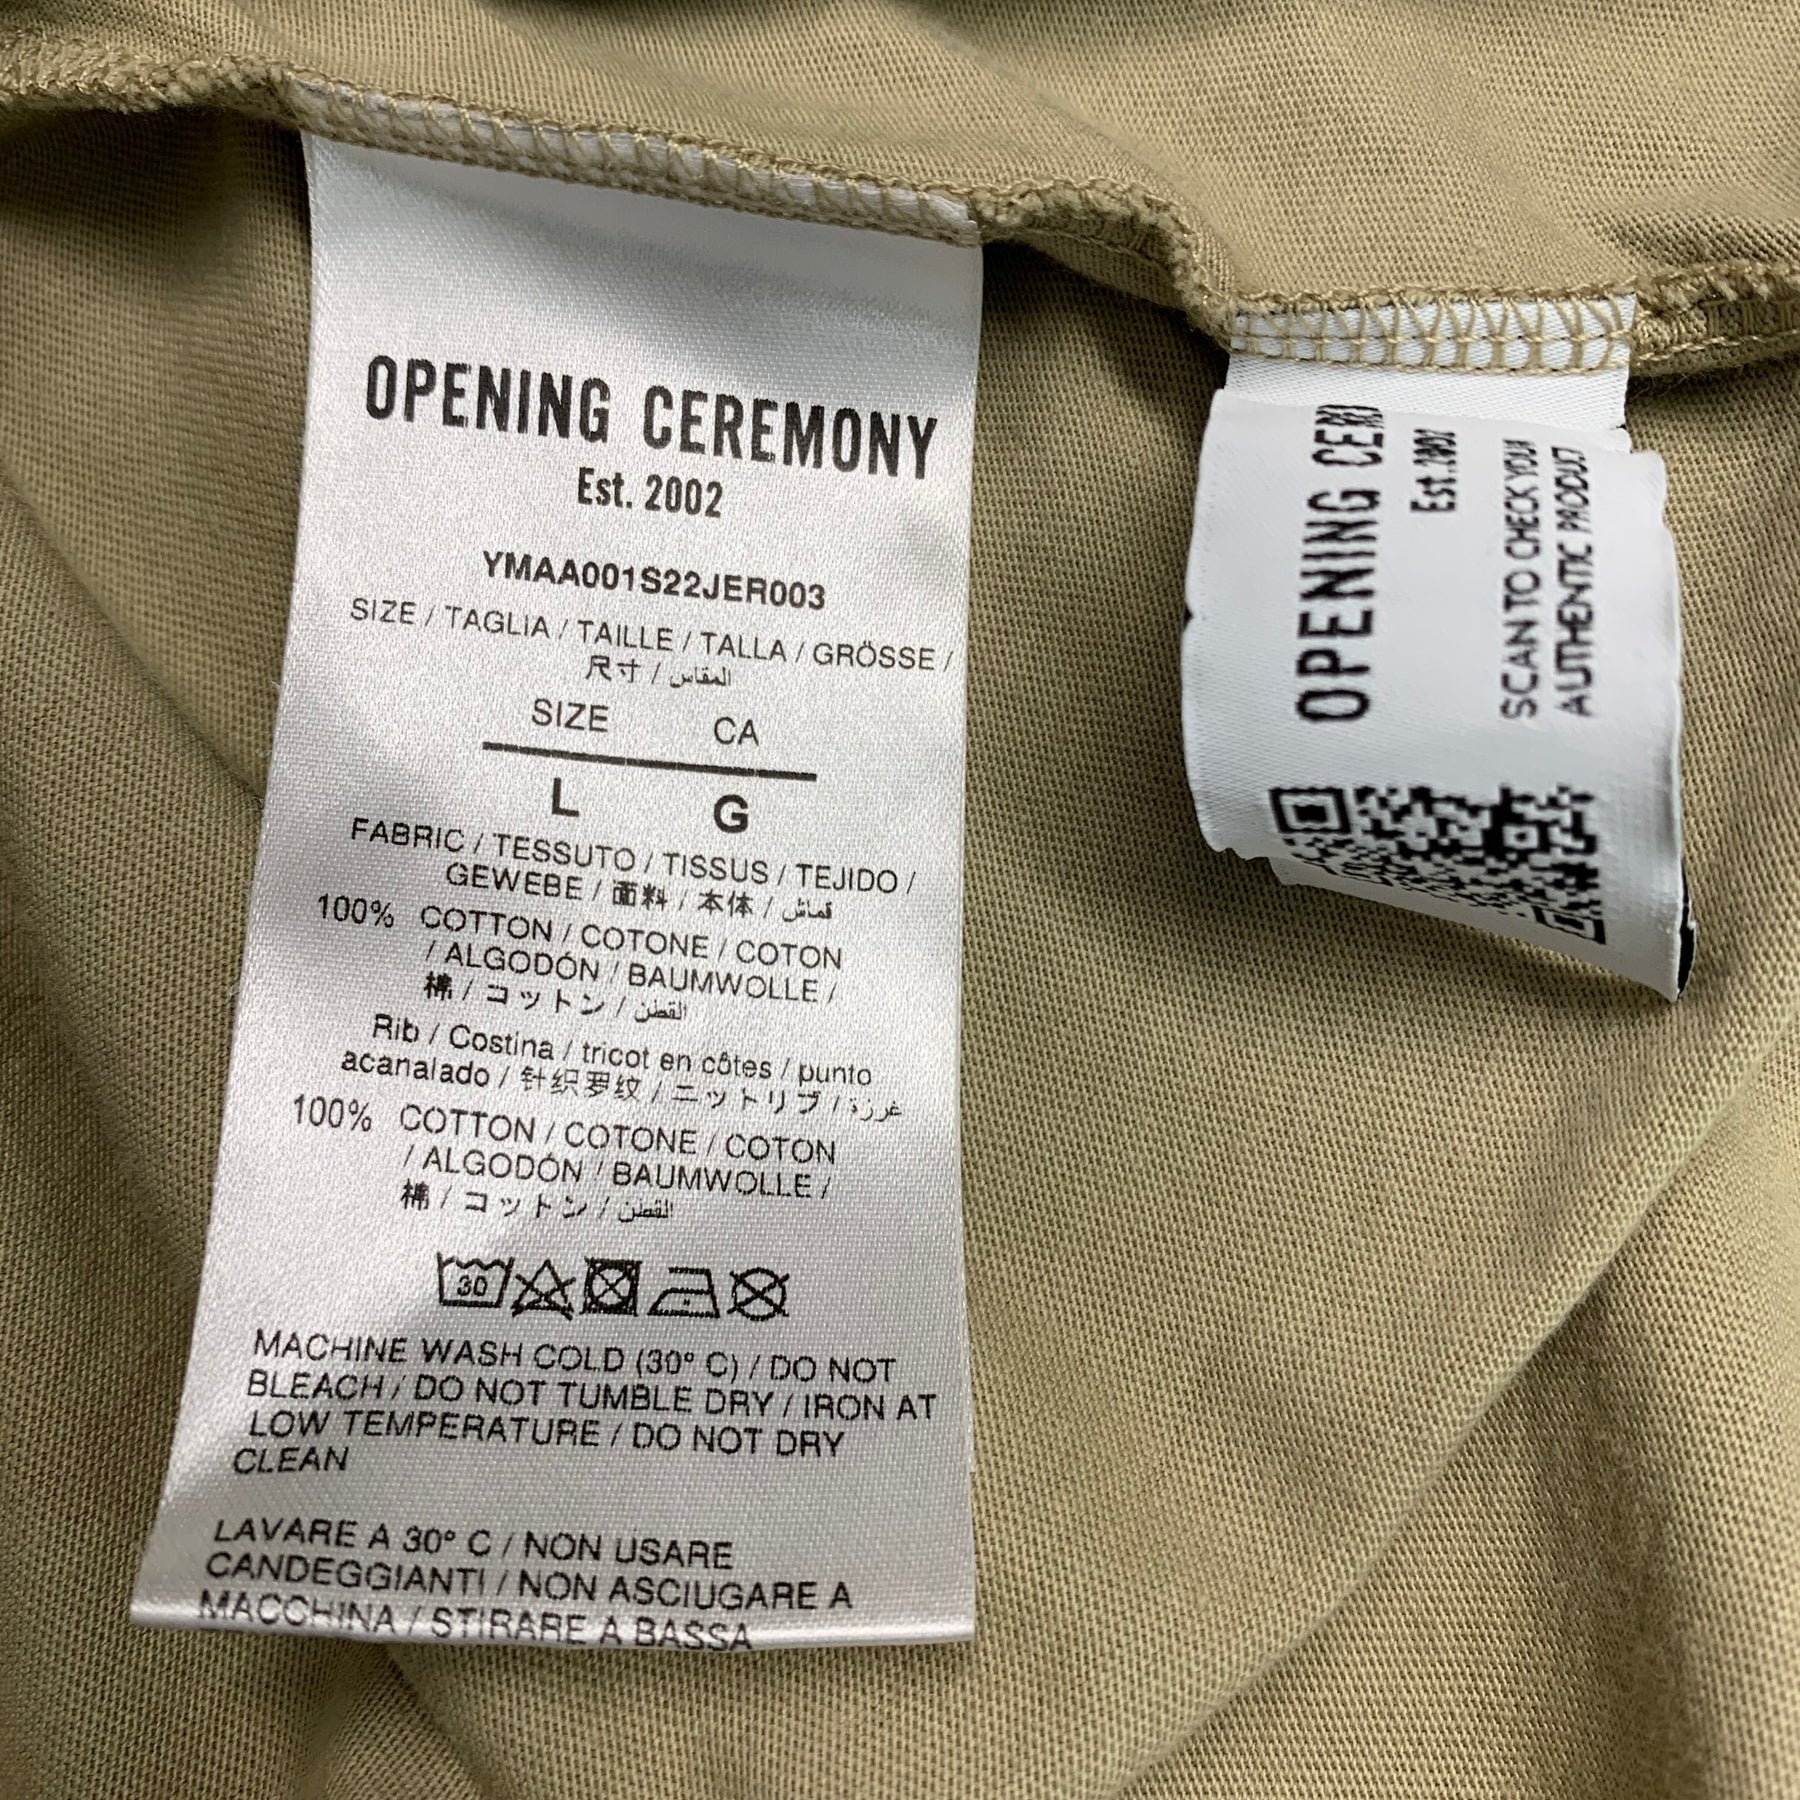 OPENING CEREMONY
Est. 2002
YMAA001S22JER003
SIZE / TAGLIA / TAILLE / TALLA / GRÖSSE /
尺寸 / المقاس
SIZE CA
L G
FABRIC / TESSUTO / TISSUS / TEJIDO /
GEWEBE / 面料 / 本体 / قماش
100% COTTON / COTONE / COTON
/ ALGODÓN / BAUMWOLLE /
棉 / コットン / القطن
Rib / Costina / tricot en côtes / punto
acanalado / 针织罗纹 / ニットリブ / غرزة
100% COTTON / COTONE / COTON
/ ALGODÓN / BAUMWOLLE /
棉 / コットン / القطن
30
MACHINE WASH COLD (30° C) / DO NOT
BLEACH / DO NOT TUMBLE DRY / IRON AT
LOW TEMPERATURE / DO NOT DRY
CLEAN
LAVARE A 30° C / NON USARE
CANDEGGIANTI / NON ASCIUGARE A
MACCHINA / STIRARE A BASSA
OPENING CER
Est. 2002
SCAN TO CHECK YOUR
AUTHENTIC PRODUCT